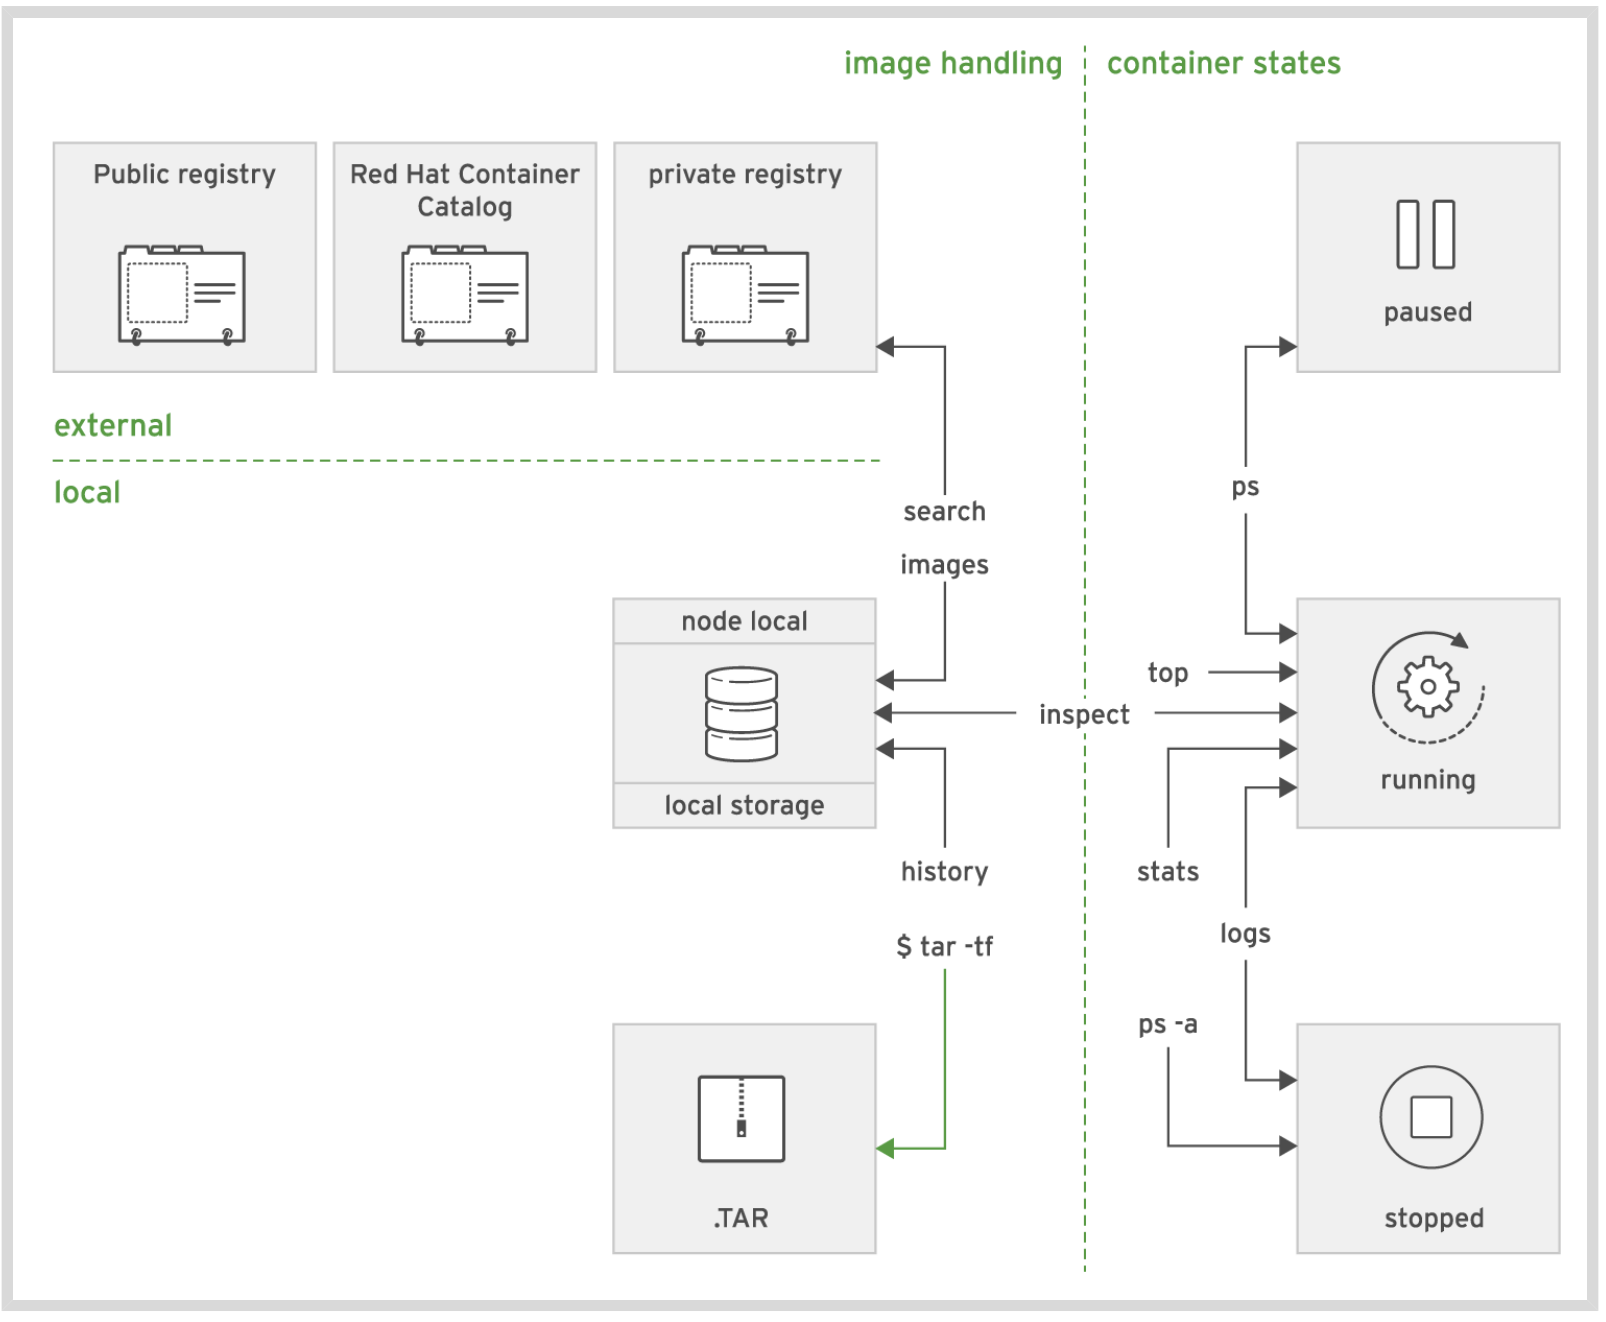 image handling
container states
Public registry
Red Hat Container
Catalog
private registry
paused
external
local
ps
search
images
node local
local storage
top
inspect
running
history
stats
logs
$ tar -tf
ps -a
.TAR
stopped